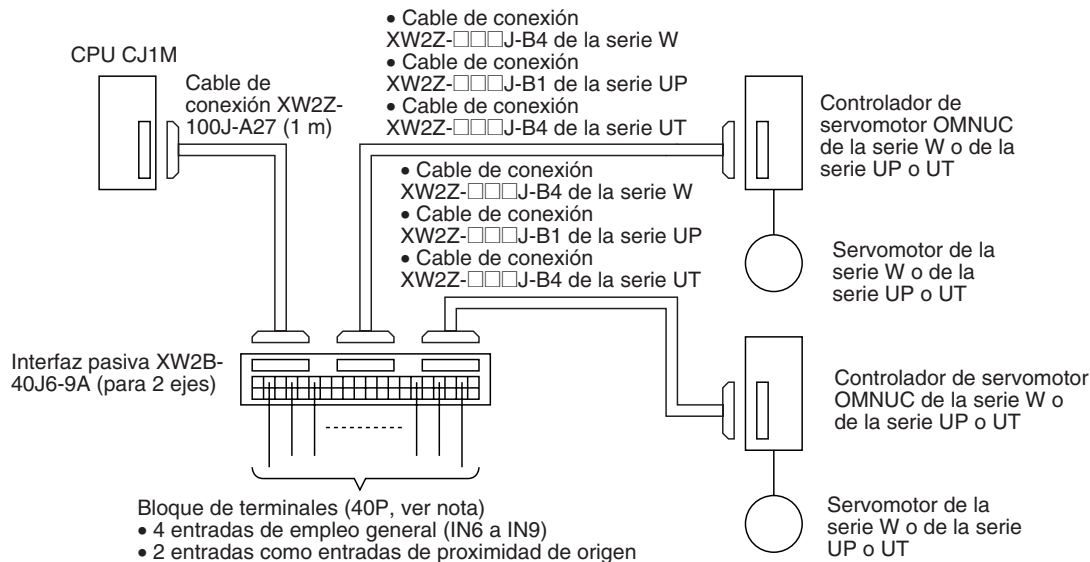 CPU CJ1M
Cable de
conexión XW2Z-
100J-A27 (1 m)
• Cable de conexión
XW2Z-□□□J-B4 de la serie W
• Cable de conexión
XW2Z-□□□J-B1 de la serie UP
• Cable de conexión
XW2Z-□□□J-B4 de la serie UT
Controlador de
servomotor OMNUC
de la serie W o de la
serie UP o UT
• Cable de conexión
XW2Z-□□□J-B4 de la serie W
• Cable de conexión
XW2Z-□□□J-B1 de la serie UP
• Cable de conexión
XW2Z-□□□J-B4 de la serie UT
Servomotor de la
serie W o de la
serie UP o UT
Interfaz pasiva XW2B-
40J6-9A (para 2 ejes)
Controlador de servomotor
OMNUC de la serie W o
de la serie UP o UT
Bloque de terminales (40P, ver nota)
• 4 entradas de empleo general (IN6 a IN9)
• 2 entradas como entradas de proximidad de origen
Servomotor de la
serie W o de la serie
UP o UT